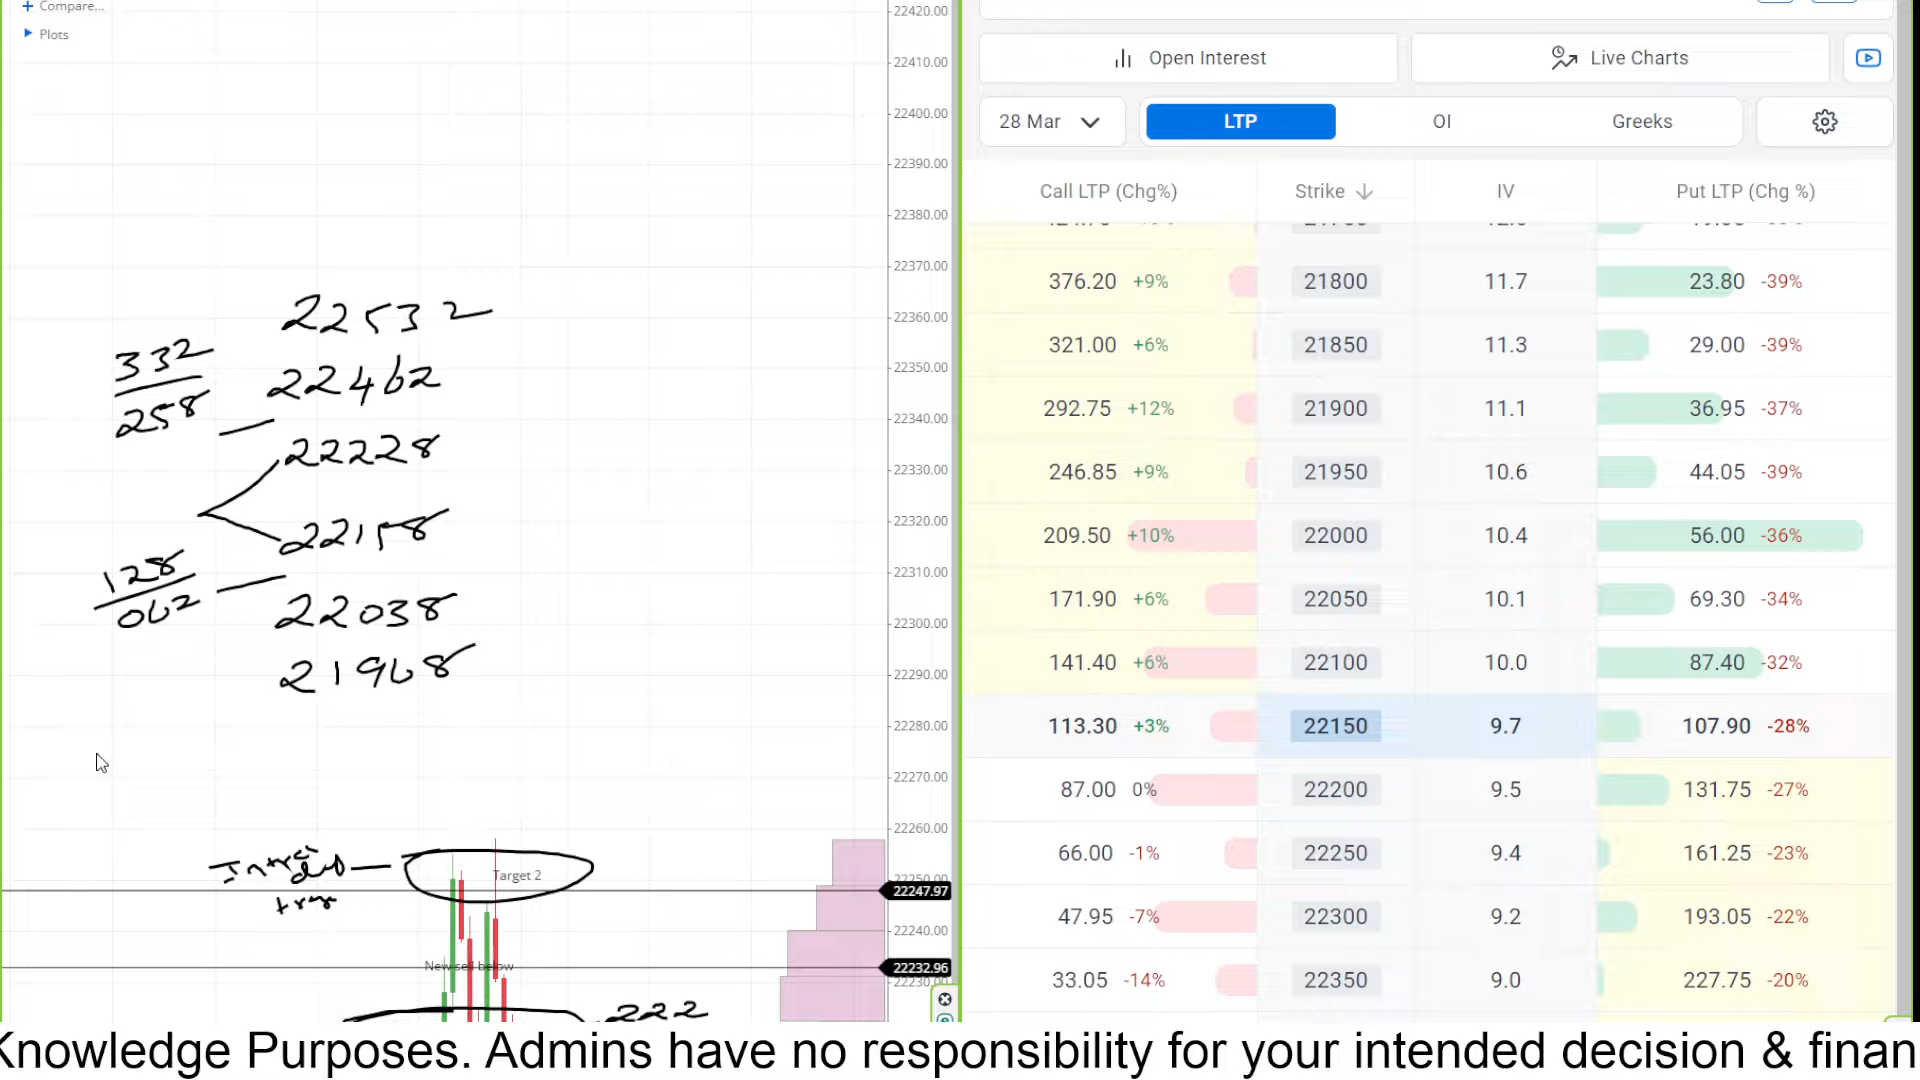 Compare...
Plots
22532
22462
22228
22158
22038
21968
332
258
128
062
Target 2
New sell below
222
22420.00
22410.00
22400.00
22390.00
22380.00
22370.00
22360.00
22350.00
22340.00
22330.00
22320.00
22310.00
22300.00
22290.00
22280.00
22270.00
22260.00
22250.00
22247.97
22240.00
22232.96
22230.00
Open Interest
Live Charts
28 Mar
LTP
OI
Greeks
Call LTP (Chg%) Strike IV Put LTP (Chg %)
376.20 +9% 21800 11.7 23.80 -39%
321.00 +6% 21850 11.3 29.00 -39%
292.75 +12% 21900 11.1 36.95 -37%
246.85 +9% 21950 10.6 44.05 -39%
209.50 +10% 22000 10.4 56.00 -36%
171.90 +6% 22050 10.1 69.30 -34%
141.40 +6% 22100 10.0 87.40 -32%
113.30 +3% 22150 9.7 107.90 -28%
87.00 0% 22200 9.5 131.75 -27%
66.00 -1% 22250 9.4 161.25 -23%
47.95 -7% 22300 9.2 193.05 -22%
33.05 -14% 22350 9.0 227.75 -20%
Knowledge Purposes. Admins have no responsibility for your intended decision & finan